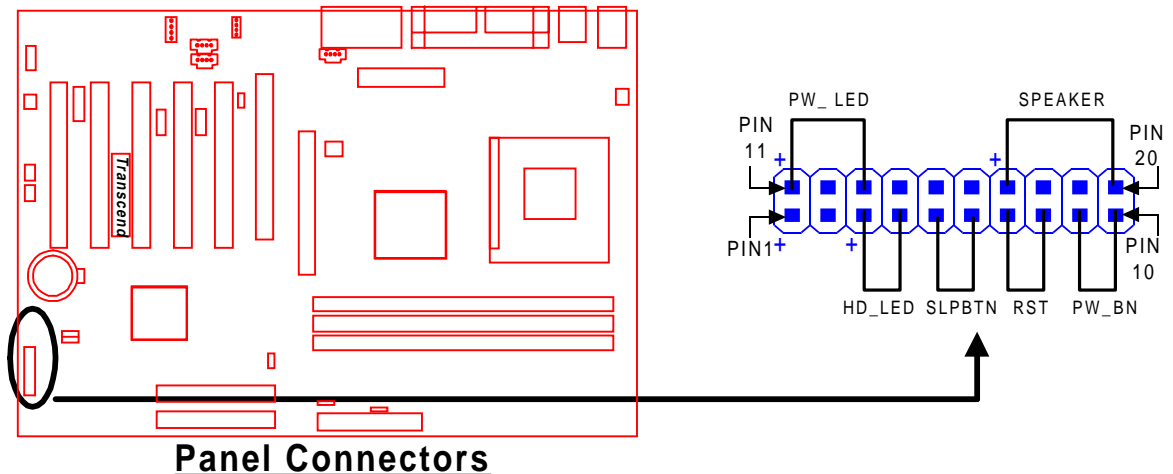 Transcend
PW_ LED
SPEAKER
PIN
11
PIN
20
+
+
PIN1
+
+
PIN
10
HD_LED
SLPBTN
RST
PW_BN
Panel Connectors